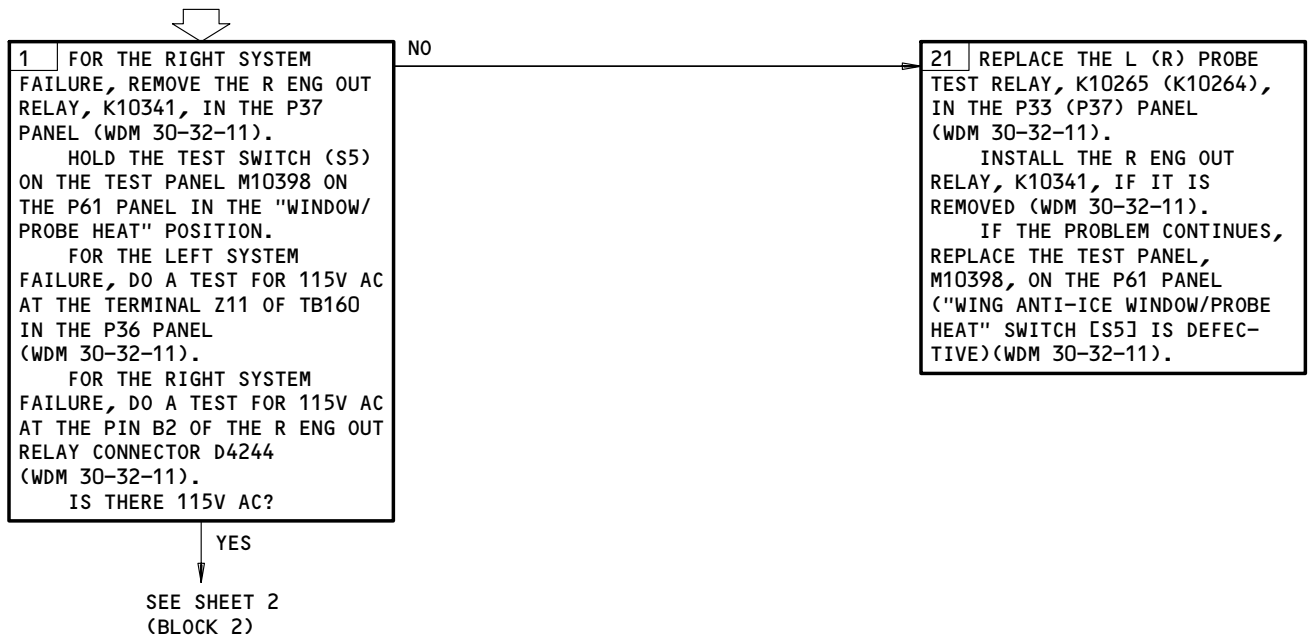 1 FOR THE RIGHT SYSTEM
FAILURE, REMOVE THE R ENG OUT
RELAY, K10341, IN THE P37
PANEL (WDM 30-32-11).
HOLD THE TEST SWITCH (S5)
ON THE TEST PANEL M10398 ON
THE P61 PANEL IN THE "WINDOW/
PROBE HEAT" POSITION.
FOR THE LEFT SYSTEM
FAILURE, DO A TEST FOR 115V AC
AT THE TERMINAL Z11 OF TB160
IN THE P36 PANEL
(WDM 30-32-11).
FOR THE RIGHT SYSTEM
FAILURE, DO A TEST FOR 115V AC
AT THE PIN B2 OF THE R ENG OUT
RELAY CONNECTOR D4244
(WDM 30-32-11).
IS THERE 115V AC?
NO
21 REPLACE THE L (R) PROBE
TEST RELAY, K10265 (K10264),
IN THE P33 (P37) PANEL
(WDM 30-32-11).
INSTALL THE R ENG OUT
RELAY, K10341, IF IT IS
REMOVED (WDM 30-32-11).
IF THE PROBLEM CONTINUES,
REPLACE THE TEST PANEL,
M10398, ON THE P61 PANEL
("WING ANTI-ICE WINDOW/PROBE
HEAT" SWITCH [S5] IS DEFEC-
TIVE)(WDM 30-32-11).
YES
SEE SHEET 2
(BLOCK 2)